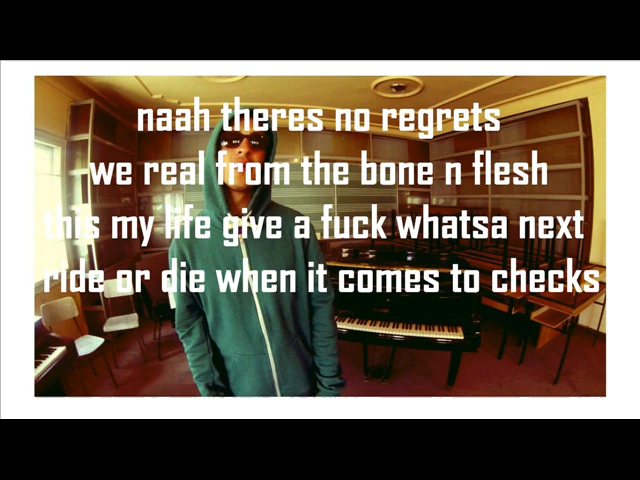 naah theres no regrets
we real from the bone n flesh
this my life give a fuck whatsa next
ride or die when it comes to checks